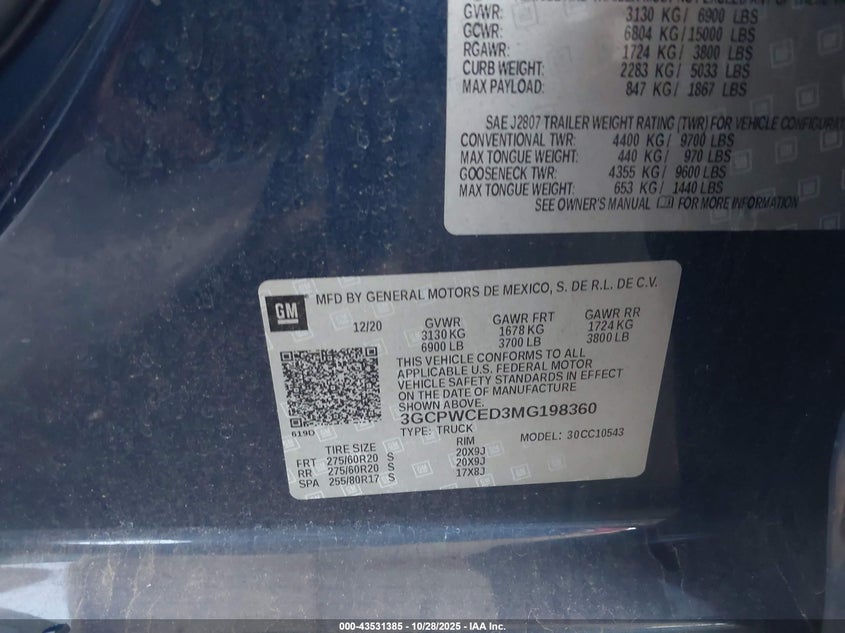 GVWR: 3130 KG/ 6900 LBS
GCWR: 6804 KG/15000 LBS
RGAWR: 1724 KG/ 3800 LBS
CURB WEIGHT: 2283 KG/ 5033 LBS
MAX PAYLOAD: 847 KG/ 1867 LBS
SAE J2807 TRAILER WEIGHT RATING (TWR) FOR VEHICLE
CONVENTIONAL TWR: 4400 KG/ 9700 LBS
MAX TONGUE WEIGHT: 440 KG/ 970 LBS
GOOSENECK TWR: 4355 KG/ 9600 LBS
MAX TONGUE WEIGHT: 653 KG/ 1440 LBS
SEE OWNER'S MANUAL FOR MORE INFORMATION
GM MFD BY GENERAL MOTORS DE MEXICO, S. DE R.L. DE C.V.
12/20 GVWR GAWR FRT GAWR RR
3130 KG 1678 KG 1724 KG
6900 LB 3700 LB 3800 LB
THIS VEHICLE CONFORMS TO ALL
APPLICABLE U.S. FEDERAL MOTOR
VEHICLE SAFETY STANDARDS IN EFFECT
ON THE DATE OF MANUFACTURE
SHOWN ABOVE.
3GCPWCED3MG198360
619D TYPE: TRUCK MODEL: 30CC10543
TIRE SIZE RIM
FRT 275/60R20 S 20X9J
RR 275/60R20 S 20X9J
SPA 255/80R17 S 17X8J
000-43531385 - 10/28/2025 - IAA Inc.